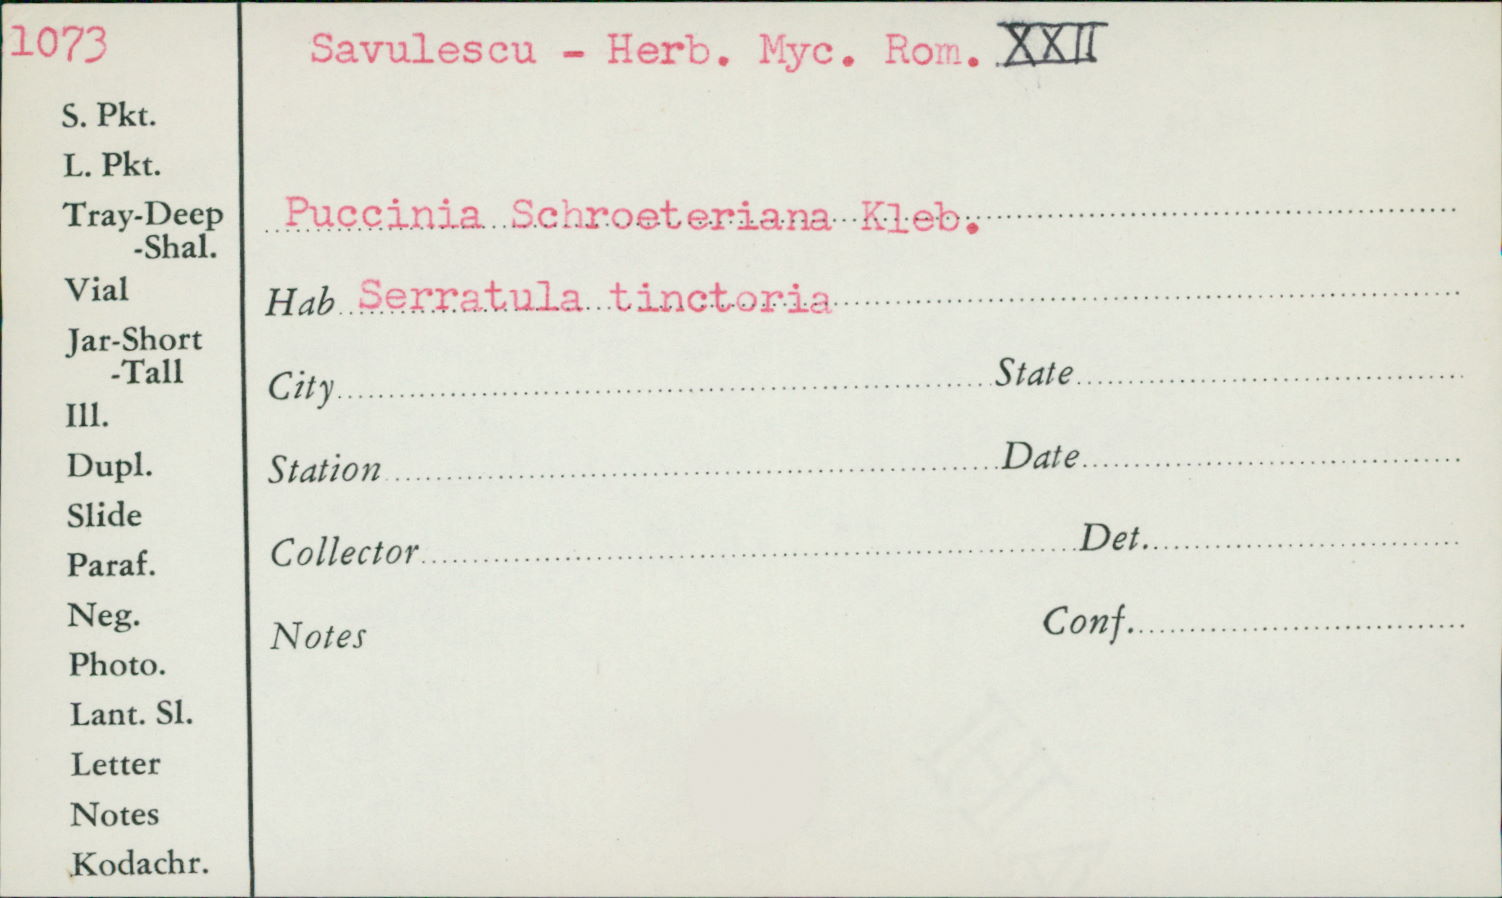 1073
Savulescu - Herb. Myc. Rom. XXII
S. Pkt.
L. Pkt.
Tray-Deep
-Shal.
Vial
Jar-Short
-Tall
Ill.
Dupl.
Slide
Paraf.
Neg.
Photo.
Lant. Sl.
Letter
Notes
Kodachr.
Puccinia Schroeteriana Kleb.
Hab Serratula tinctoria
City State
Station Date
Collector Det.
Notes Conf.